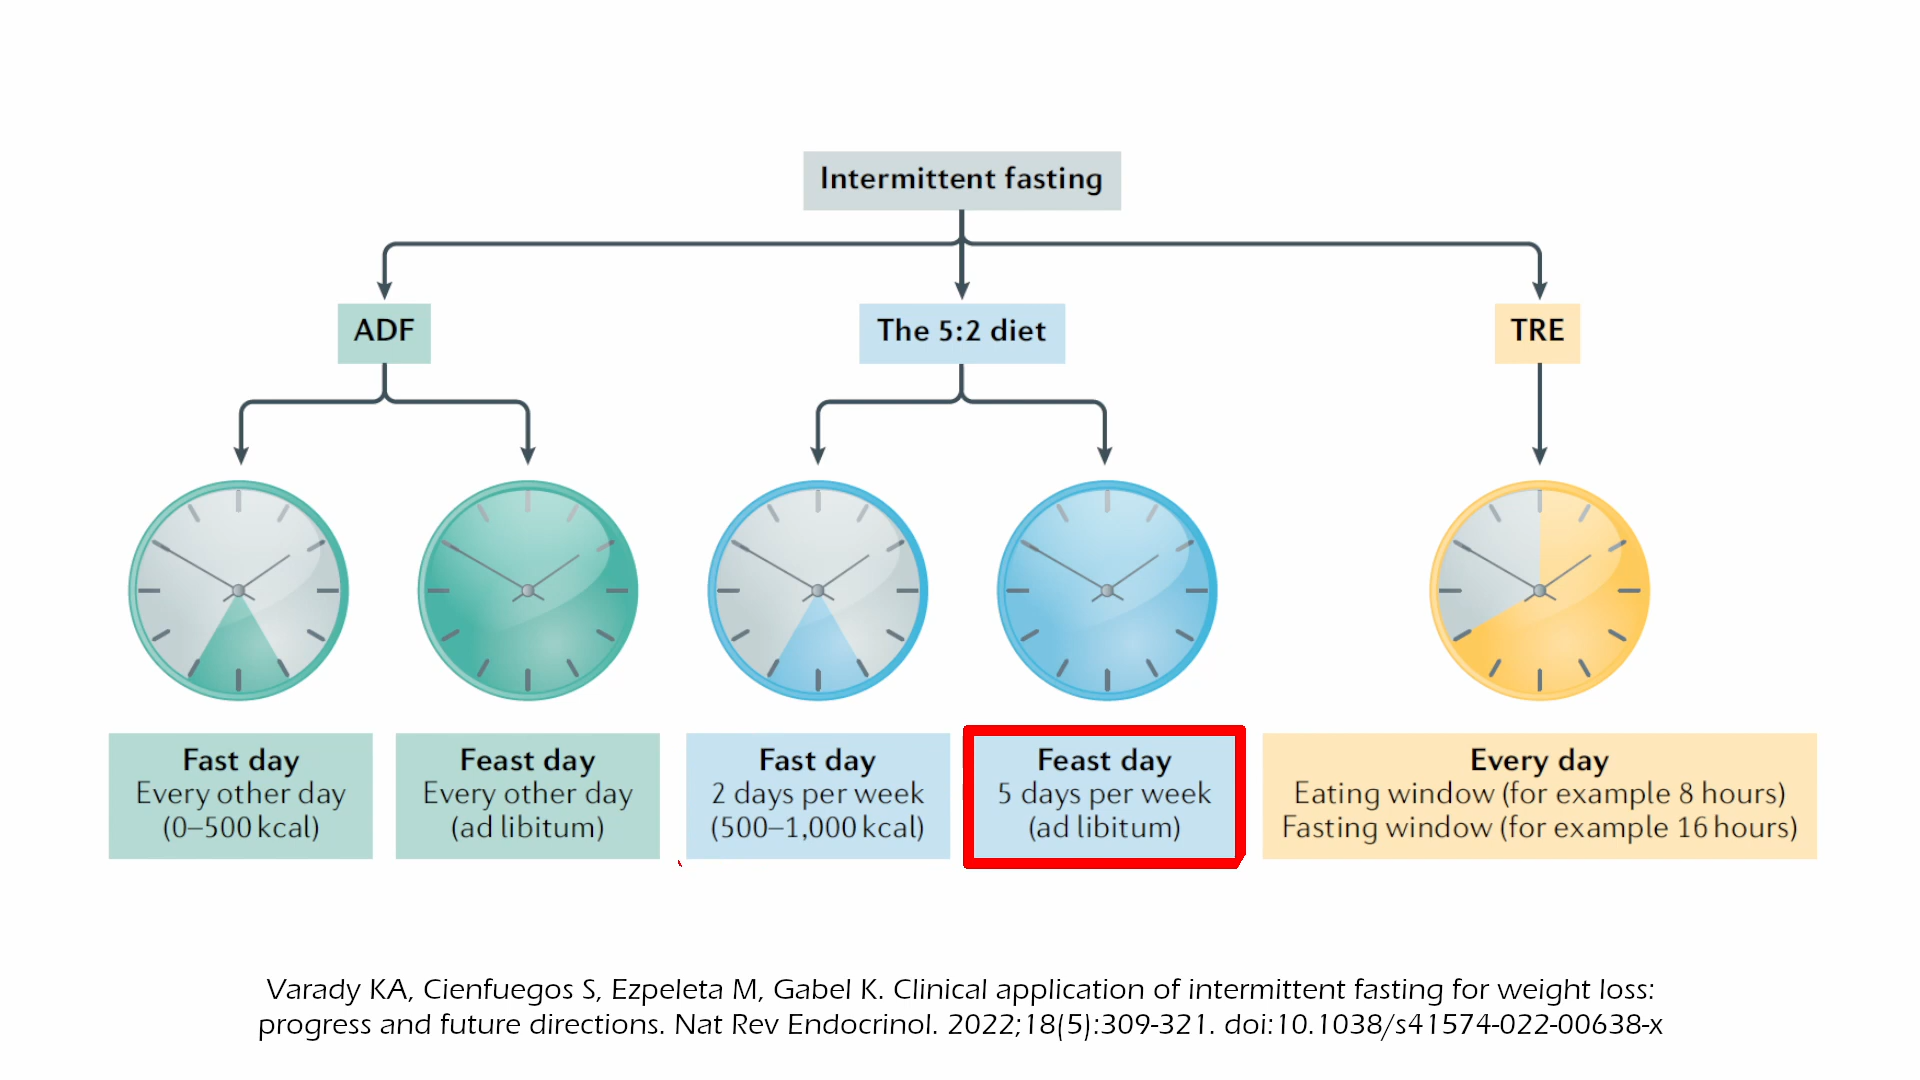 Intermittent fasting
ADF
The 5:2 diet
TRE
Fast day
Every other day
(0–500 kcal)
Feast day
Every other day
(ad libitum)
Fast day
2 days per week
(500–1,000 kcal)
Feast day
5 days per week
(ad libitum)
Every day
Eating window (for example 8 hours)
Fasting window (for example 16 hours)
Varady KA, Cienfuegos S, Ezpeleta M, Gabel K. Clinical application of intermittent fasting for weight loss:
progress and future directions. Nat Rev Endocrinol. 2022;18(5):309-321. doi:10.1038/s41574-022-00638-x